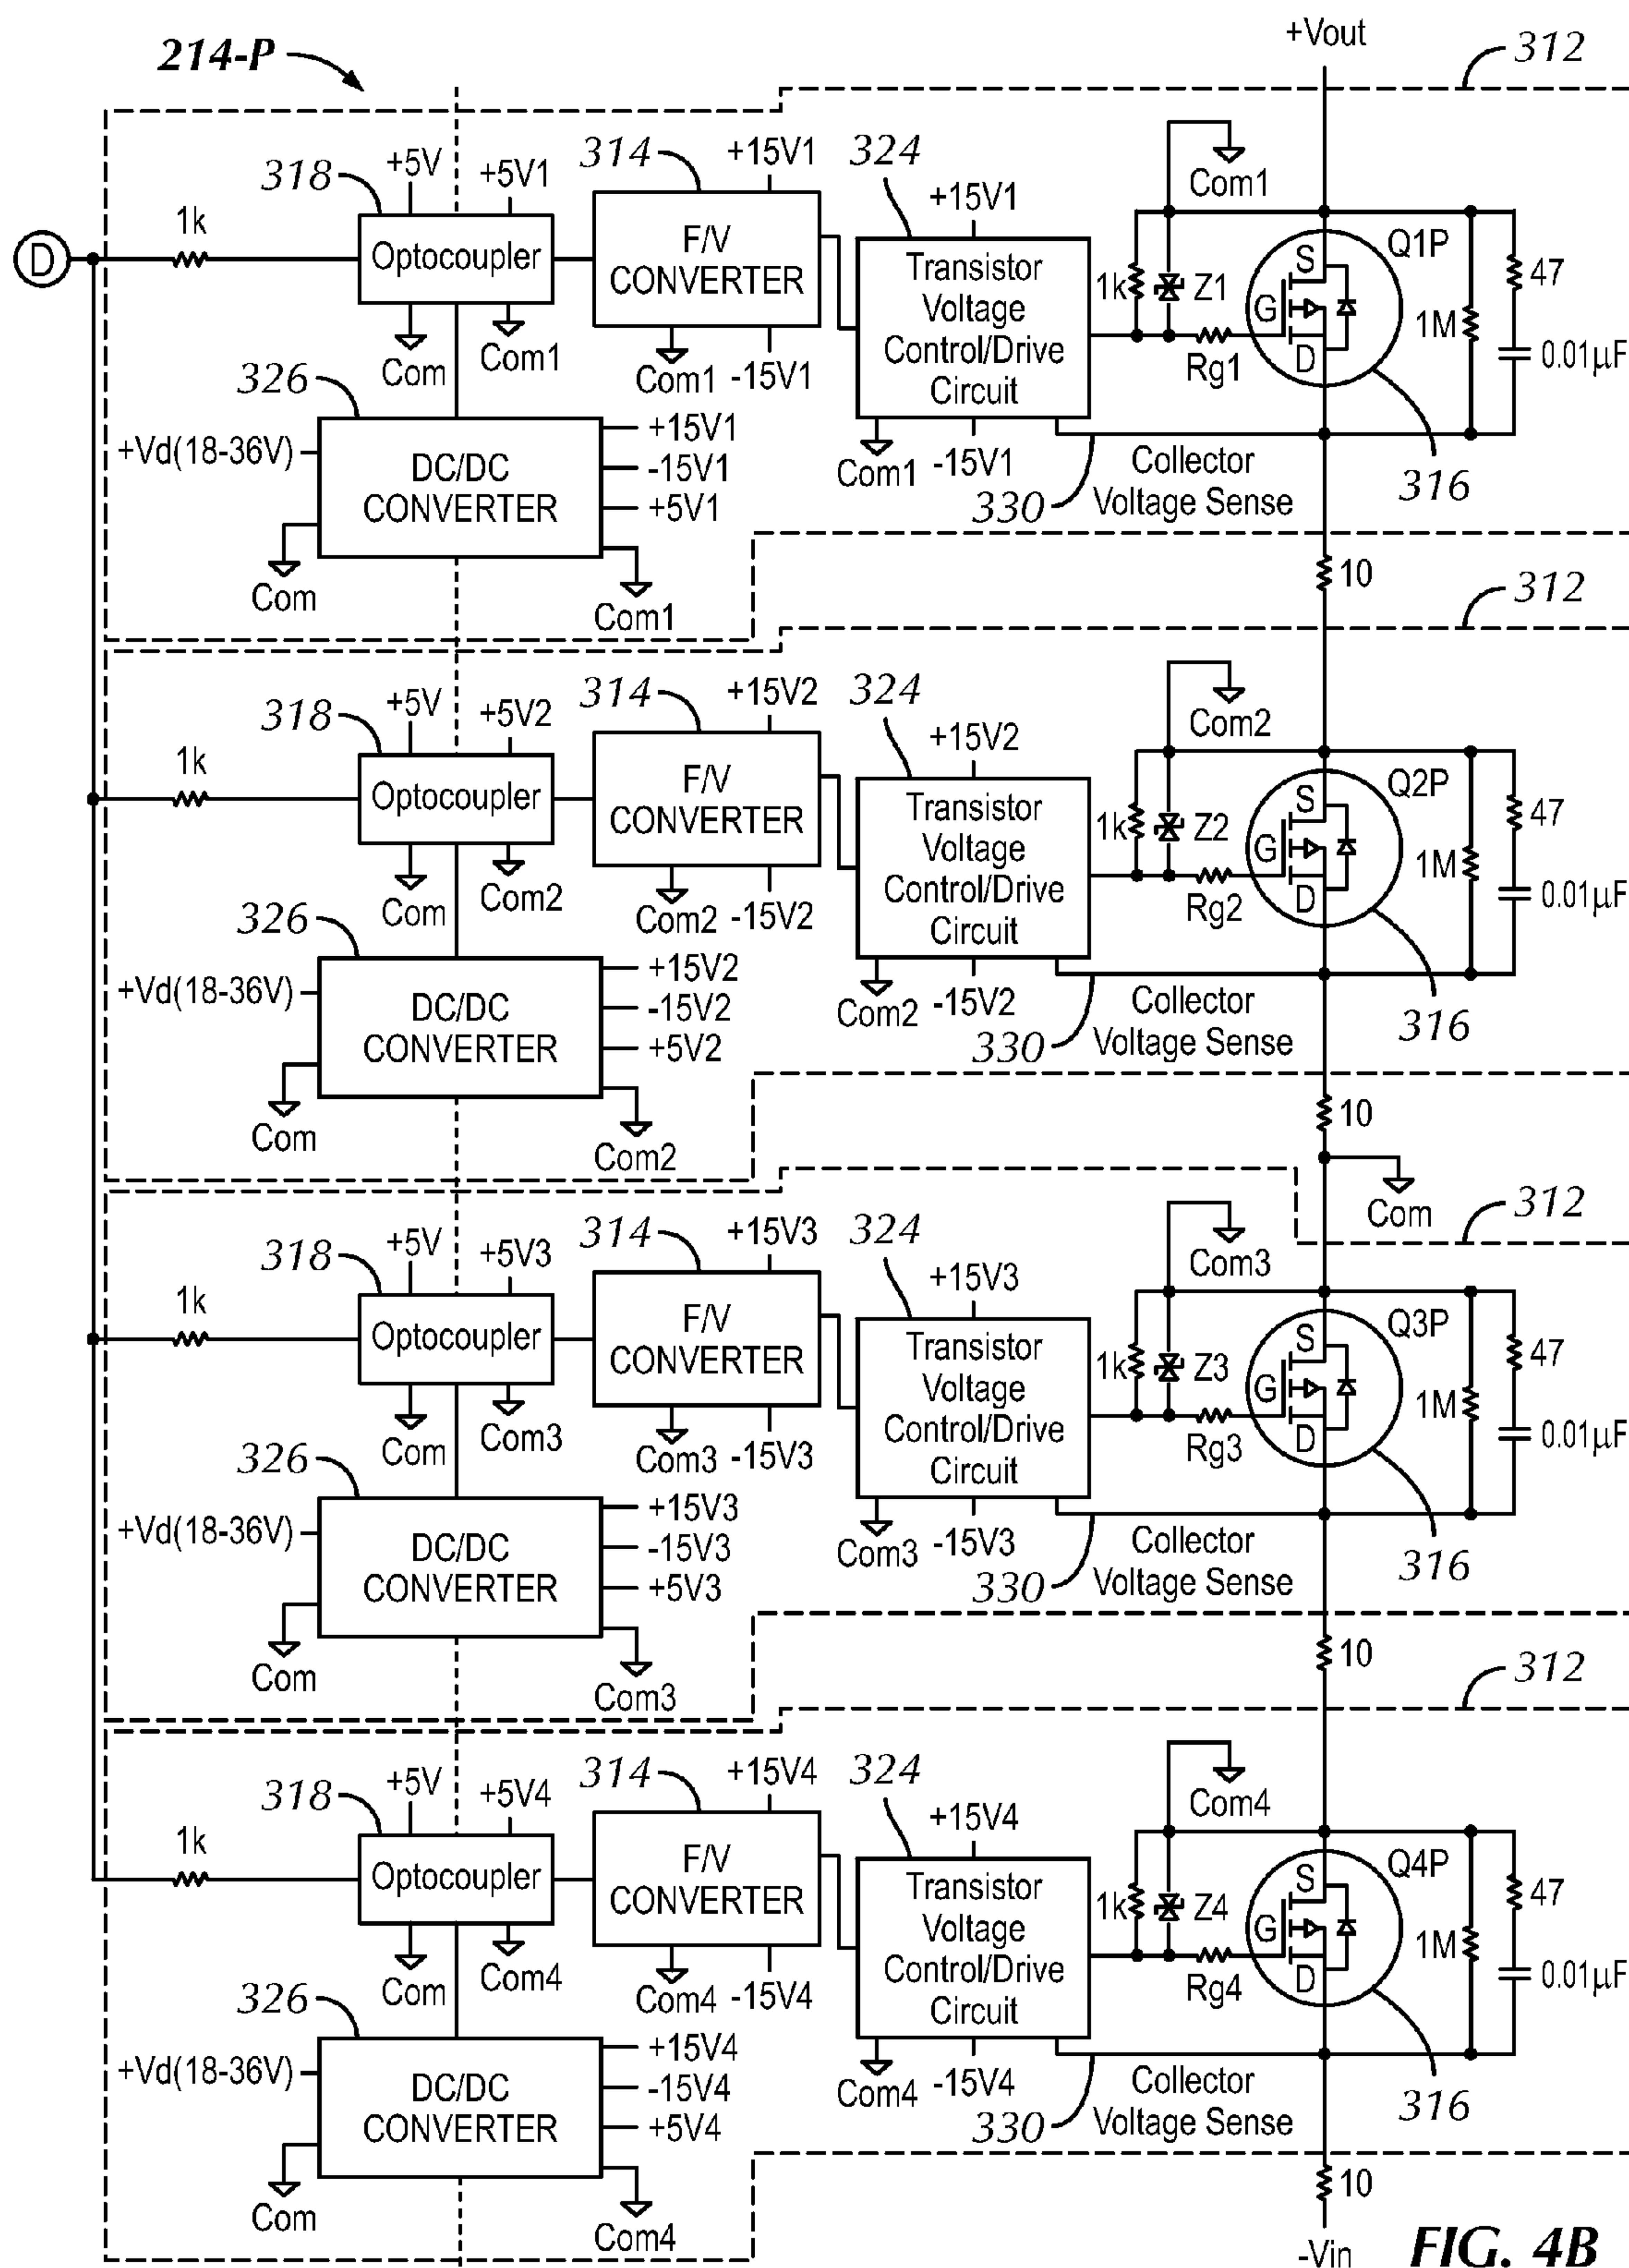 214-P
+Vout
312
318
+5V
+5V1
314
+15V1
324
+15V1
Com1
1k
D
Optocoupler
F/V
CONVERTER
Transistor
Voltage
Control/Drive
Circuit
1k
Z1
Rg1
Q1P
S
G
D
1M
47
0.01µF
Com
Com1
Com1
-15V1
326
+Vd(18-36V)
DC/DC
CONVERTER
+15V1
-15V1
+5V1
Com1
-15V1
330
Collector
Voltage Sense
316
Com
Com1
10
312
318
+5V
+5V2
314
+15V2
324
+15V2
Com2
1k
Optocoupler
F/V
CONVERTER
Transistor
Voltage
Control/Drive
Circuit
1k
Z2
Rg2
Q2P
S
G
D
1M
47
0.01µF
Com
Com2
Com2
-15V2
326
+Vd(18-36V)
DC/DC
CONVERTER
+15V2
-15V2
+5V2
Com2
-15V2
330
Collector
Voltage Sense
316
Com
Com2
10
Com
312
318
+5V
+5V3
314
+15V3
324
+15V3
Com3
1k
Optocoupler
F/V
CONVERTER
Transistor
Voltage
Control/Drive
Circuit
1k
Z3
Rg3
Q3P
S
G
D
1M
47
0.01µF
Com
Com3
Com3
-15V3
326
+Vd(18-36V)
DC/DC
CONVERTER
+15V3
-15V3
+5V3
Com3
-15V3
330
Collector
Voltage Sense
316
Com
Com3
10
312
318
+5V
+5V4
314
+15V4
324
+15V4
Com4
1k
Optocoupler
F/V
CONVERTER
Transistor
Voltage
Control/Drive
Circuit
1k
Z4
Rg4
Q4P
S
G
D
1M
47
0.01µF
Com
Com4
Com4
-15V4
326
+Vd(18-36V)
DC/DC
CONVERTER
+15V4
-15V4
+5V4
Com4
-15V4
330
Collector
Voltage Sense
316
Com
Com4
10
-Vin
FIG. 4B